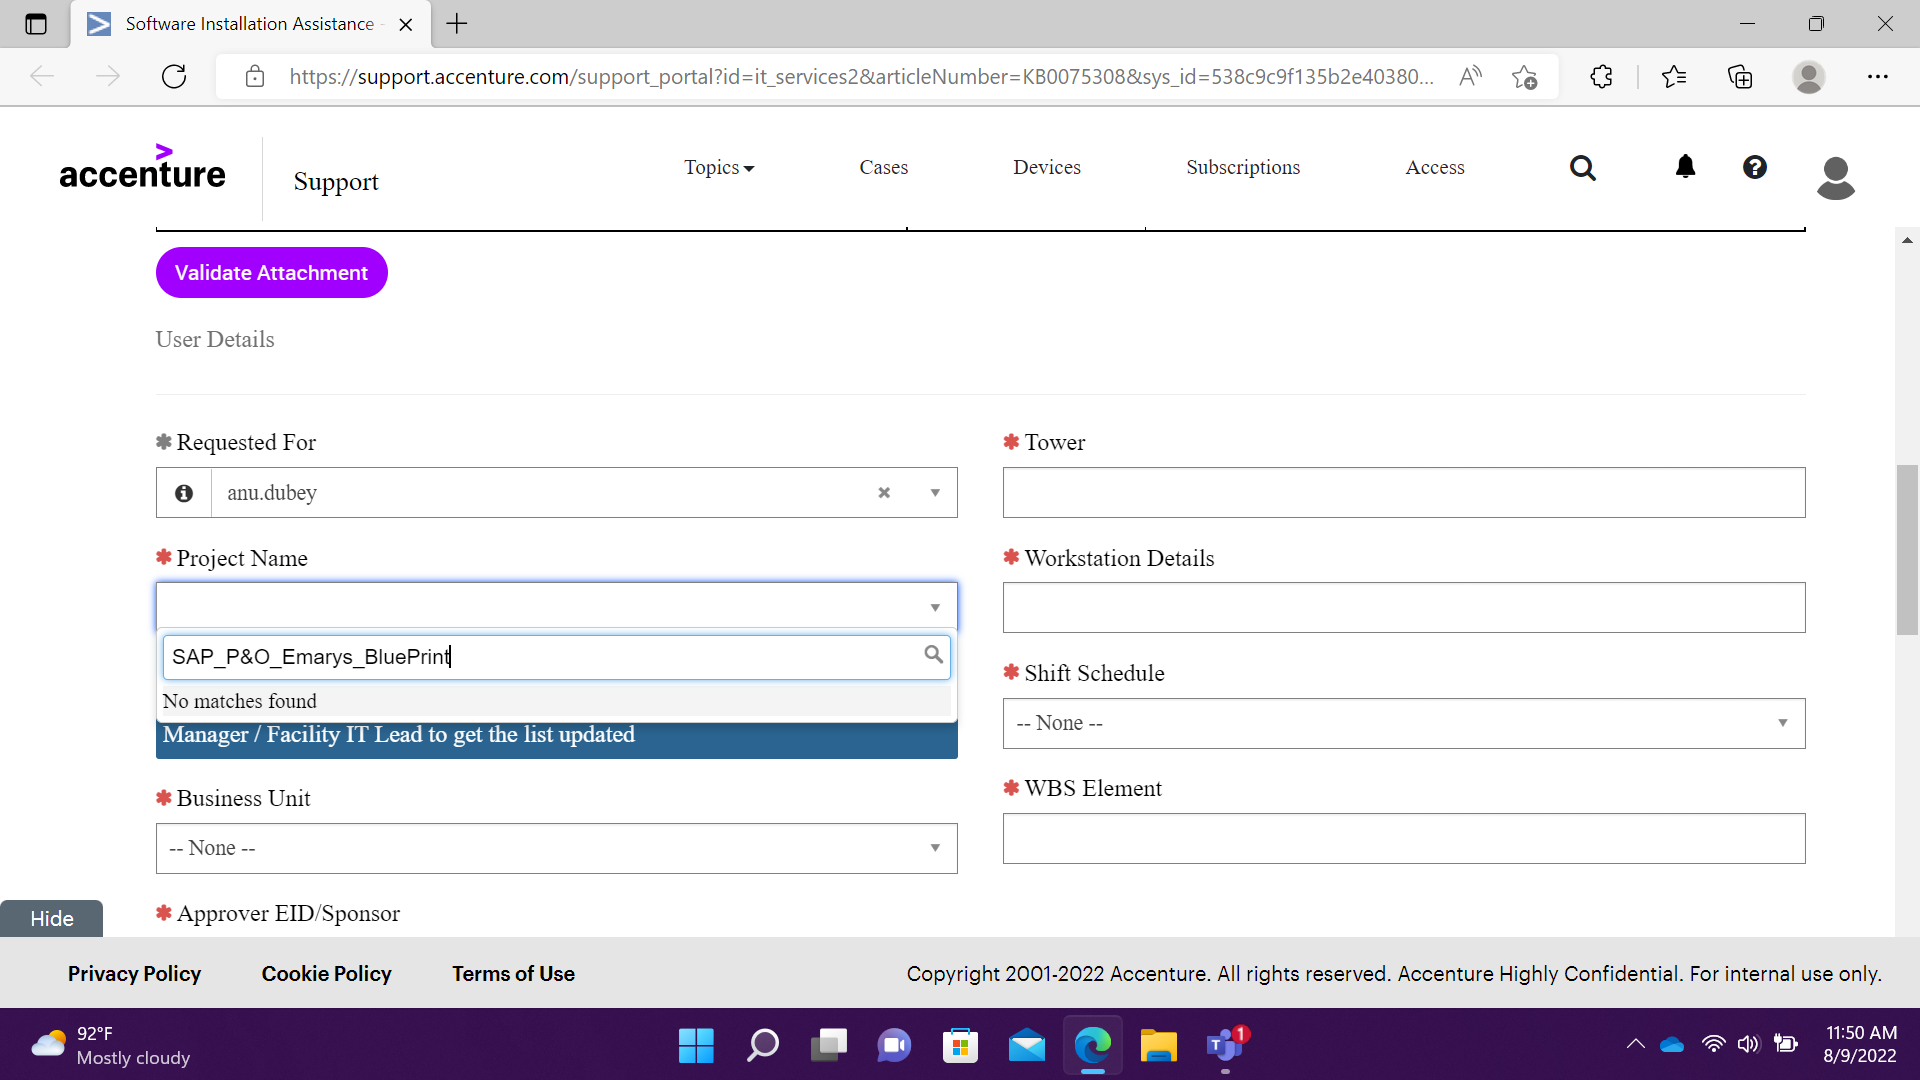 Software Installation Assistance -
https://support.accenture.com/support_portal?id=it_services2&articleNumber=KB0075308&sys_id=538c9c9f135b2e40380...
accenture
Support
Topics
Cases
Devices
Subscriptions
Access
Validate Attachment
User Details
Requested For
anu.dubey
Tower
Project Name
SAP_P&O_Emarys_BluePrint
No matches found
Manager / Facility IT Lead to get the list updated
Workstation Details
Shift Schedule
-- None --
Business Unit
-- None --
WBS Element
Approver EID/Sponsor
Hide
Privacy Policy
Cookie Policy
Terms of Use
Copyright 2001-2022 Accenture. All rights reserved. Accenture Highly Confidential. For internal use only.
92°F
Mostly cloudy
1
11:50 AM
8/9/2022